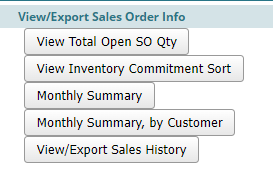 View/Export Sales Order Info
View Total Open SO Qty
View Inventory Commitment Sort
Monthly Summary
Monthly Summary, by Customer
View/Export Sales History